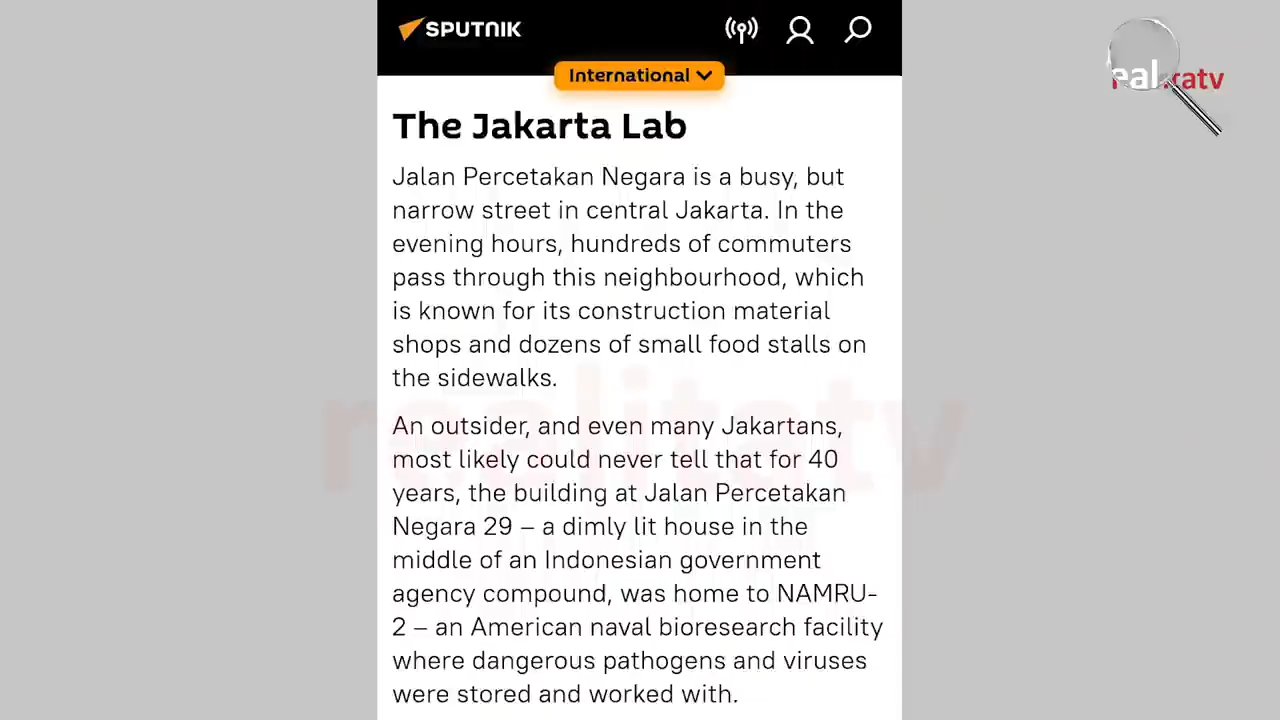 SPUTNIK
real
ratv
International
The Jakarta Lab
Jalan Percetakan Negara is a busy, but
narrow street in central Jakarta. In the
evening hours, hundreds of commuters
pass through this neighbourhood, which
is known for its construction material
shops and dozens of small food stalls on
the sidewalks.
realitatv
An outsider, and even many Jakartans,
most likely could never tell that for 40
years, the building at Jalan Percetakan
Negara 29 – a dimly lit house in the
middle of an Indonesian government
agency compound, was home to NAMRU-
2 – an American naval bioresearch facility
where dangerous pathogens and viruses
were stored and worked with.